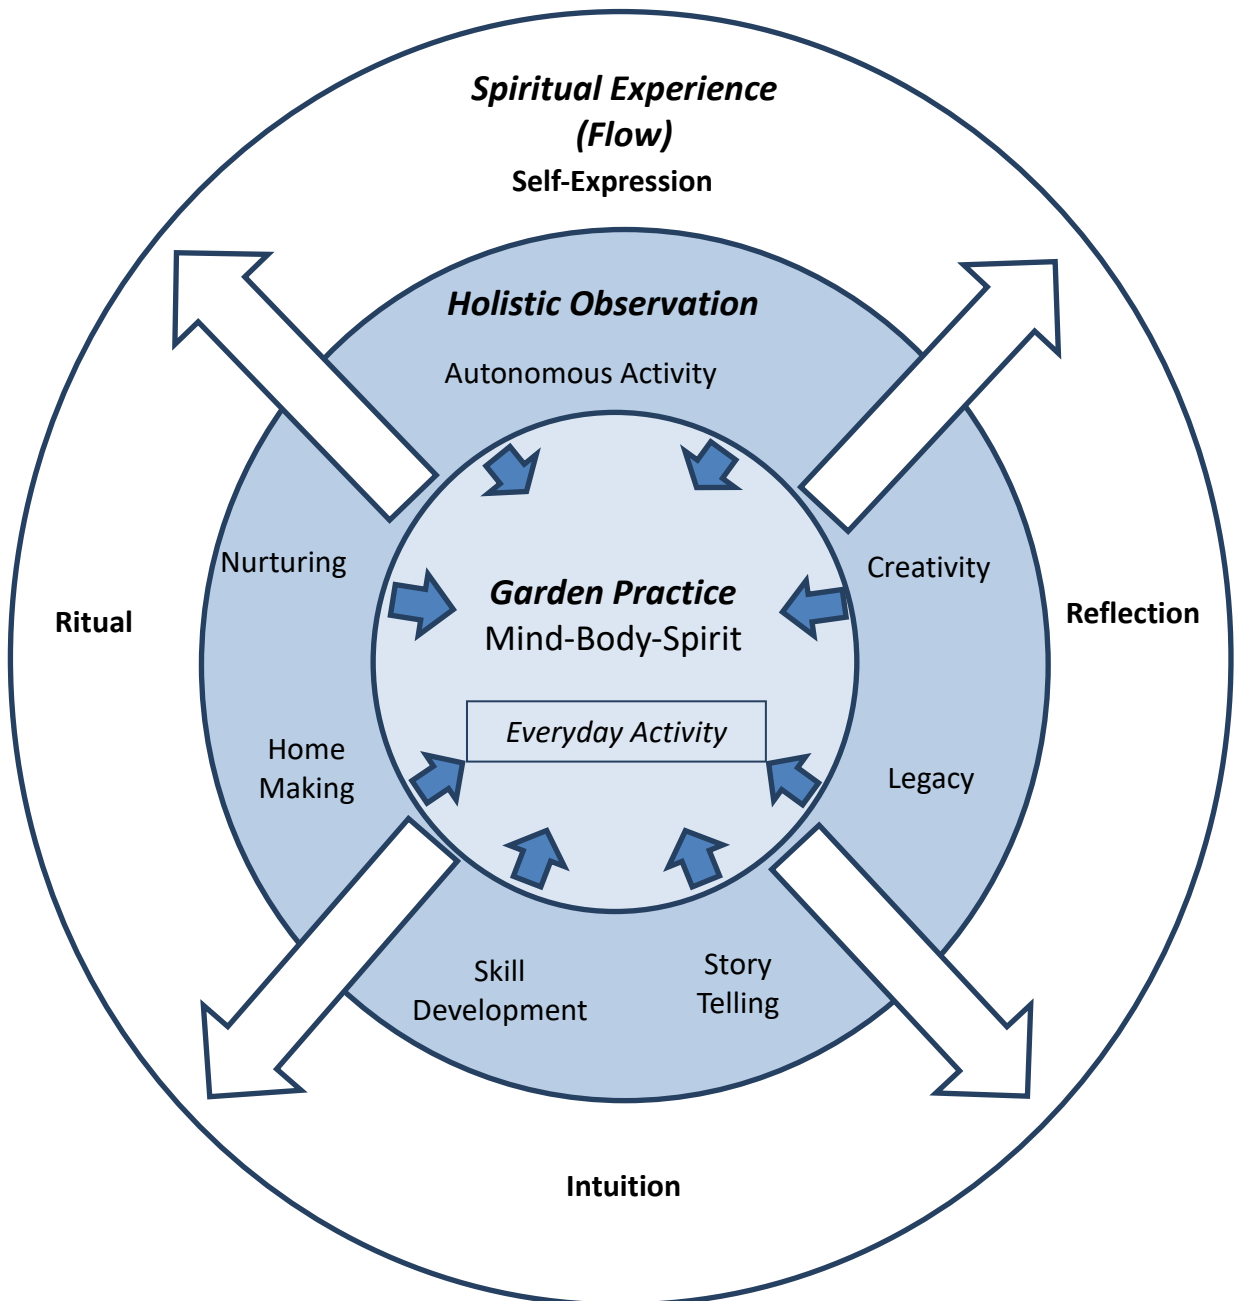 Spiritual Experience
(Flow)
Self-Expression
Holistic Observation
Autonomous Activity
Nurturing
Creativity
Garden Practice
Mind-Body-Spirit
Ritual
Reflection
Everyday Activity
Home
Making
Legacy
Skill
Development
Story
Telling
Intuition